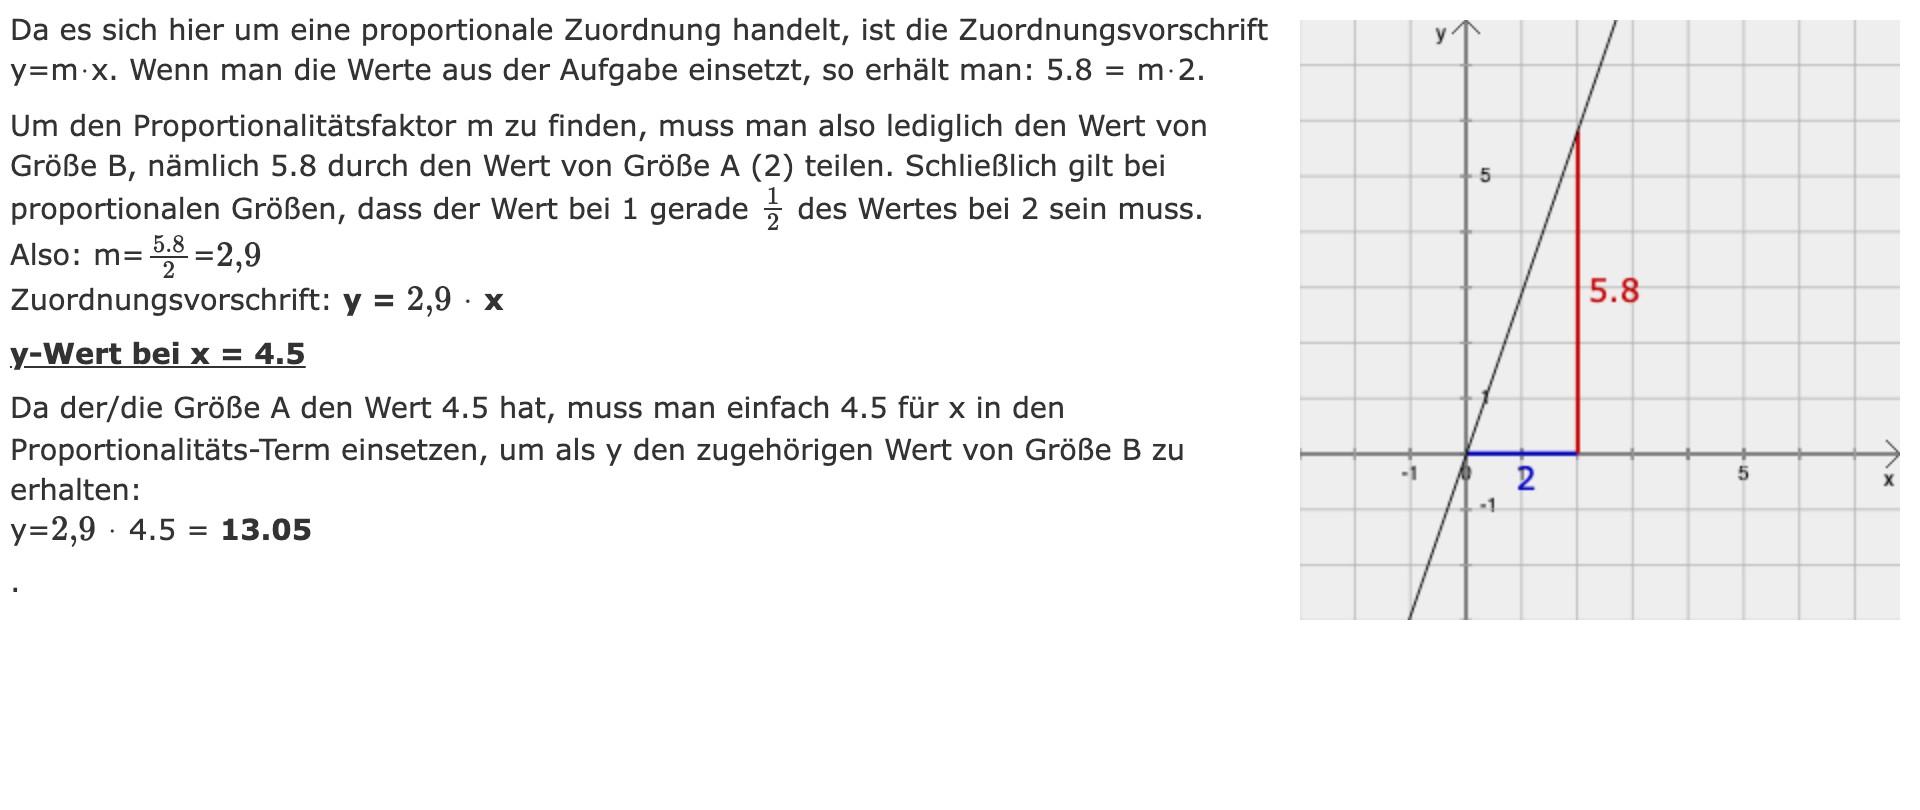 Da es sich hier um eine proportionale Zuordnung handelt, ist die Zuordnungsvorschrift
y=m·x. Wenn man die Werte aus der Aufgabe einsetzt, so erhält man: 5.8 = m·2.
Um den Proportionalitätsfaktor m zu finden, muss man also lediglich den Wert von
Größe B, nämlich 5.8 durch den Wert von Größe A (2) teilen. Schließlich gilt bei
proportionalen Größen, dass der Wert bei 1 gerade 1/2 des Wertes bei 2 sein muss.
Also: m= 5.8/2 =2,9
Zuordnungsvorschrift: y = 2,9 · x
y-Wert bei x = 4.5
Da der/die Größe A den Wert 4.5 hat, muss man einfach 4.5 für x in den
Proportionalitäts-Term einsetzen, um als y den zugehörigen Wert von Größe B zu
erhalten:
y=2,9 · 4.5 = 13.05
.
y
5
5.8
1
-1 0 2 5 x
-1